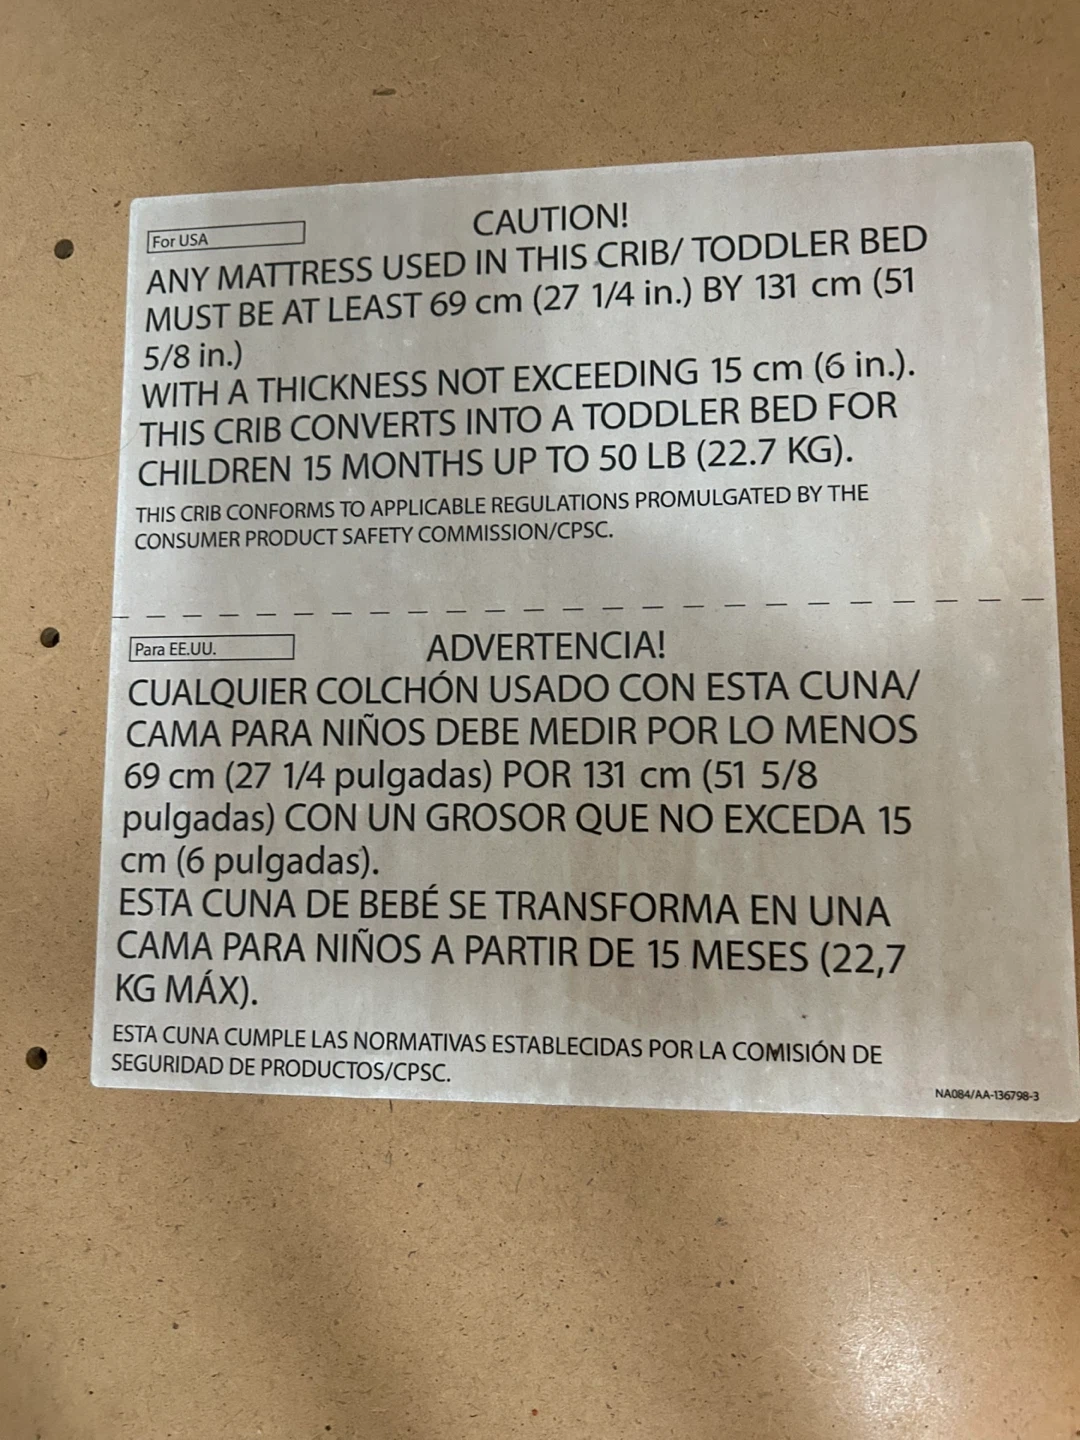 For USA
CAUTION!
ANY MATTRESS USED IN THIS CRIB/ TODDLER BED
MUST BE AT LEAST 69 cm (27 1/4 in.) BY 131 cm (51
5/8 in.)
WITH A THICKNESS NOT EXCEEDING 15 cm (6 in.).
THIS CRIB CONVERTS INTO A TODDLER BED FOR
CHILDREN 15 MONTHS UP TO 50 LB (22.7 KG).
THIS CRIB CONFORMS TO APPLICABLE REGULATIONS PROMULGATED BY THE
CONSUMER PRODUCT SAFETY COMMISSION/CPSC.
Para EE.UU.
ADVERTENCIA!
CUALQUIER COLCHÓN USADO CON ESTA CUNA/
CAMA PARA NIÑOS DEBE MEDIR POR LO MENOS
69 cm (27 1/4 pulgadas) POR 131 cm (51 5/8
pulgadas) CON UN GROSOR QUE NO EXCEDA 15
cm (6 pulgadas).
ESTA CUNA DE BEBÉ SE TRANSFORMA EN UNA
CAMA PARA NIÑOS A PARTIR DE 15 MESES (22,7
KG MÁX).
ESTA CUNA CUMPLE LAS NORMATIVAS ESTABLECIDAS POR LA COMISIÓN DE
SEGURIDAD DE PRODUCTOS/CPSC.
NA084/AA-136798-3